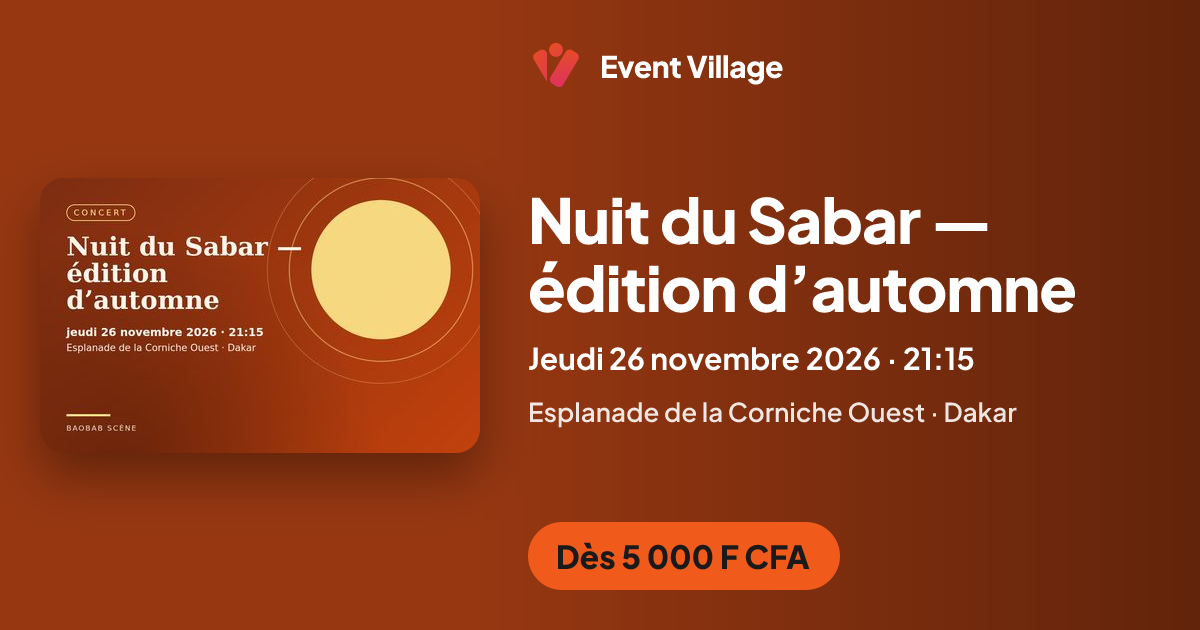 Event Village
CONCERT
Nuit du Sabar —
édition
d’automne
jeudi 26 novembre 2026 · 21:15
Esplanade de la Corniche Ouest · Dakar
BAOBAB SCÈNE
Nuit du Sabar —
édition d’automne
Jeudi 26 novembre 2026 · 21:15
Esplanade de la Corniche Ouest · Dakar
Dès 5 000 F CFA